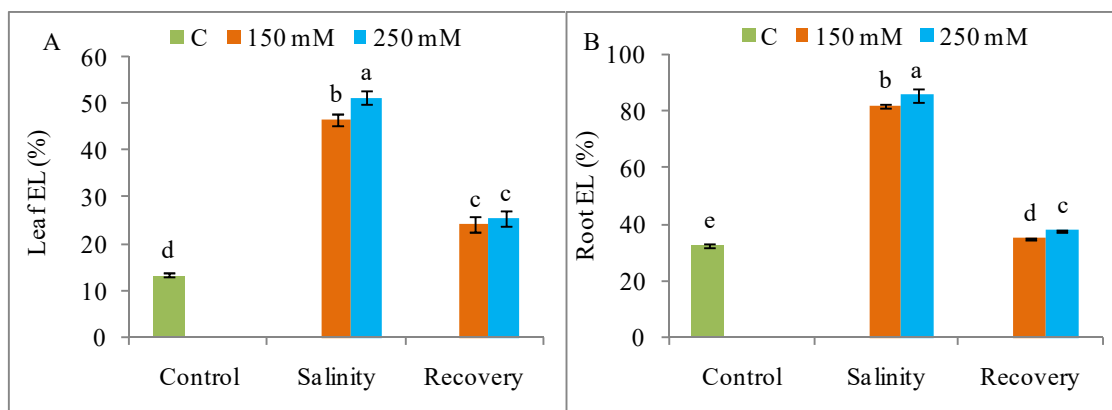 A
C 150 mM 250 mM
Leaf EL (%)
60
50
40
30
20
10
0
d
b
a
c
c
Control Salinity Recovery
B
C 150 mM 250 mM
Root EL (%)
100
80
60
40
20
0
e
b
a
d
c
Control Salinity Recovery